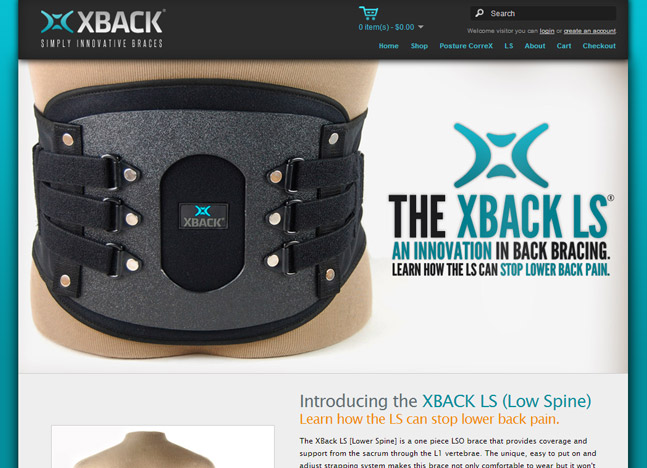 XBACK®
SIMPLY INNOVATIVE BRACES
0 item(s) - $0.00
Search
Welcome visitor you can login or create an account.
Home Shop Posture CorreX LS About Cart Checkout
XBACK
THE XBACK LS®
AN INNOVATION IN BACK BRACING.
LEARN HOW THE LS CAN STOP LOWER BACK PAIN.
Introducing the XBACK LS (Low Spine)
Learn how the LS can stop lower back pain.
The XBack LS [Lower Spine] is a one piece LSO brace that provides coverage and
support from the sacrum through the L1 vertebrae. The unique, easy to put on and
adjust strapping system makes this brace not only comfortable to wear but it won't